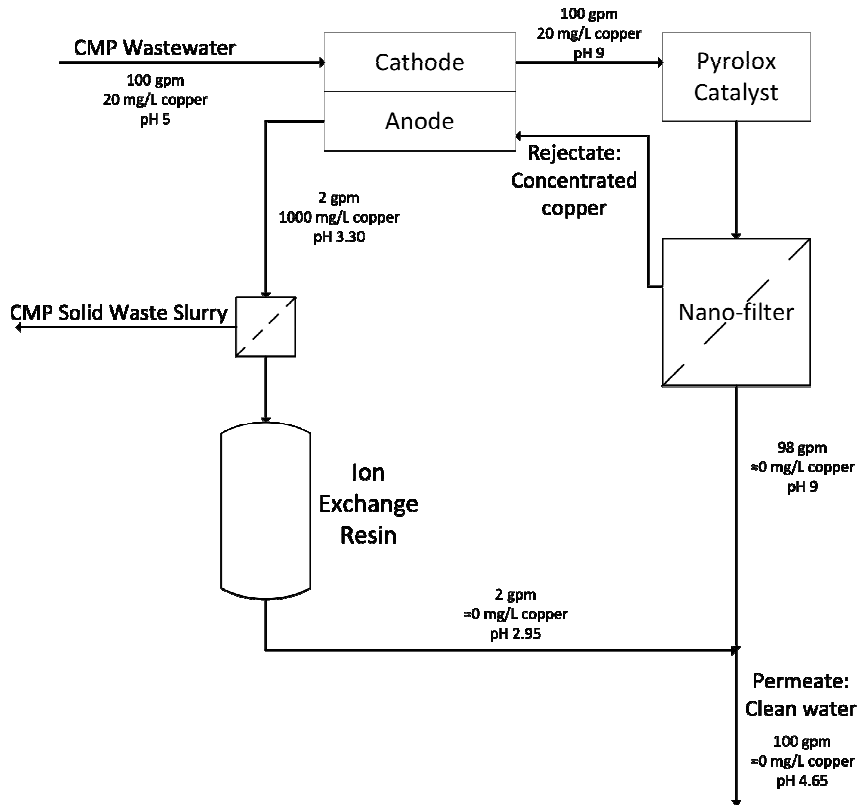 CMP Wastewater
100 gpm
20 mg/L copper
pH 5
Cathode
Anode
100 gpm
20 mg/L copper
pH 9
Pyrolox
Catalyst
Rejectate:
Concentrated
copper
2 gpm
1000 mg/L copper
pH 3.30
CMP Solid Waste Slurry
Nano-filter
98 gpm
≈0 mg/L copper
pH 9
Ion
Exchange
Resin
2 gpm
≈0 mg/L copper
pH 2.95
Permeate:
Clean water
100 gpm
≈0 mg/L copper
pH 4.65